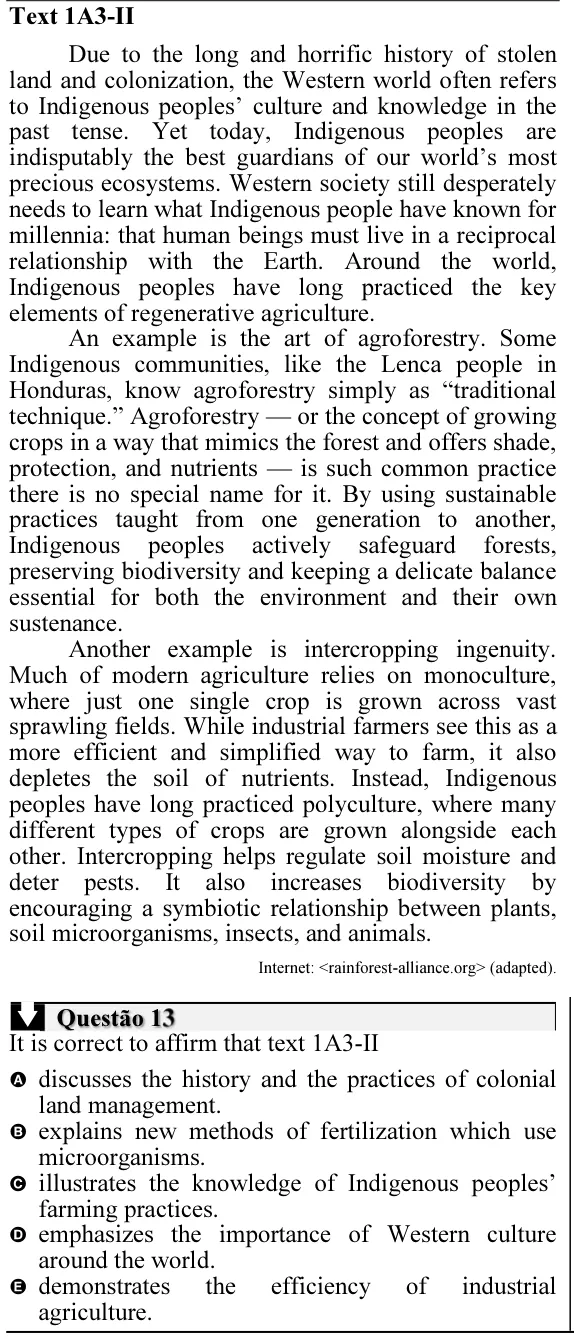 Text 1A3-II
Due to the long and horrific history of stolen
land and colonization, the Western world often refers
to Indigenous peoples’ culture and knowledge in the
past tense. Yet today, Indigenous peoples are
indisputably the best guardians of our world’s most
precious ecosystems. Western society still desperately
needs to learn what Indigenous people have known for
millennia: that human beings must live in a reciprocal
relationship with the Earth. Around the world,
Indigenous peoples have long practiced the key
elements of regenerative agriculture.
An example is the art of agroforestry. Some
Indigenous communities, like the Lenca people in
Honduras, know agroforestry simply as “traditional
technique.” Agroforestry — or the concept of growing
crops in a way that mimics the forest and offers shade,
protection, and nutrients — is such common practice
there is no special name for it. By using sustainable
practices taught from one generation to another,
Indigenous peoples actively safeguard forests,
preserving biodiversity and keeping a delicate balance
essential for both the environment and their own
sustenance.
Another example is intercropping ingenuity.
Much of modern agriculture relies on monoculture,
where just one single crop is grown across vast
sprawling fields. While industrial farmers see this as a
more efficient and simplified way to farm, it also
depletes the soil of nutrients. Instead, Indigenous
peoples have long practiced polyculture, where many
different types of crops are grown alongside each
other. Intercropping helps regulate soil moisture and
deter pests. It also increases biodiversity by
encouraging a symbiotic relationship between plants,
soil microorganisms, insects, and animals.
Internet: <rainforest-alliance.org> (adapted).
Questão 13
It is correct to affirm that text 1A3-II
A discusses the history and the practices of colonial
land management.
B explains new methods of fertilization which use
microorganisms.
C illustrates the knowledge of Indigenous peoples’
farming practices.
D emphasizes the importance of Western culture
around the world.
E demonstrates the efficiency of industrial
agriculture.